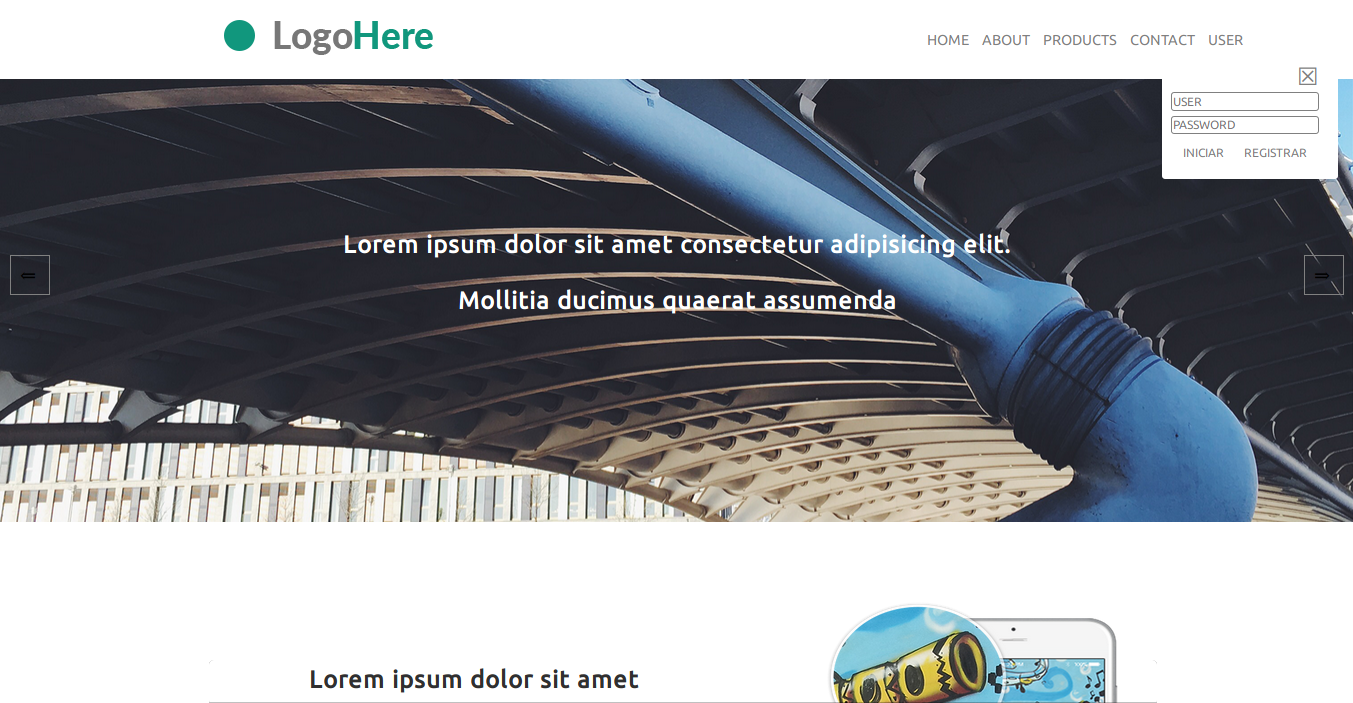 LogoHere
HOME ABOUT PRODUCTS CONTACT USER
USER
PASSWORD
INICIAR REGISTRAR
Lorem ipsum dolor sit amet consectetur adipisicing elit.
⇐ ⇒
Mollitia ducimus quaerat assumenda
Lorem ipsum dolor sit amet